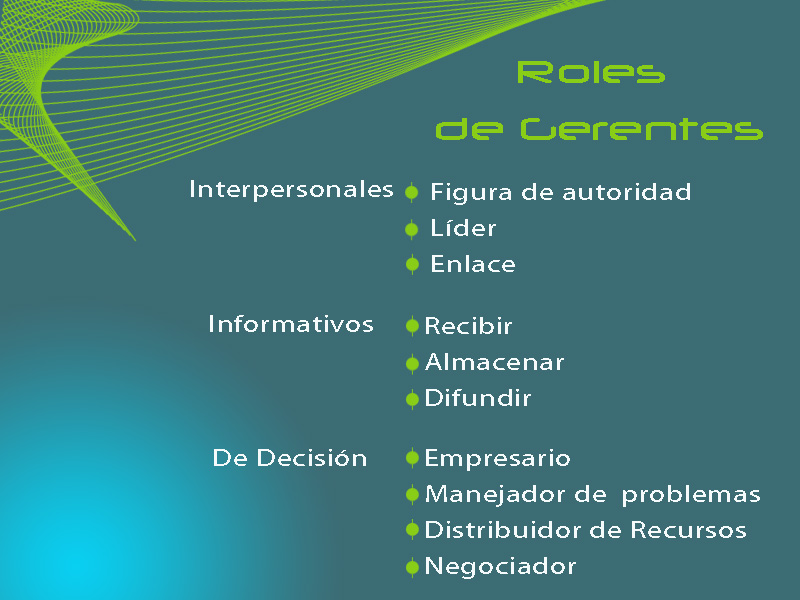 Roles
de Gerentes
Interpersonales
Figura de autoridad
Líder
Enlace
Informativos
Recibir
Almacenar
Difundir
De Decisión
Empresario
Manejador de problemas
Distribuidor de Recursos
Negociador